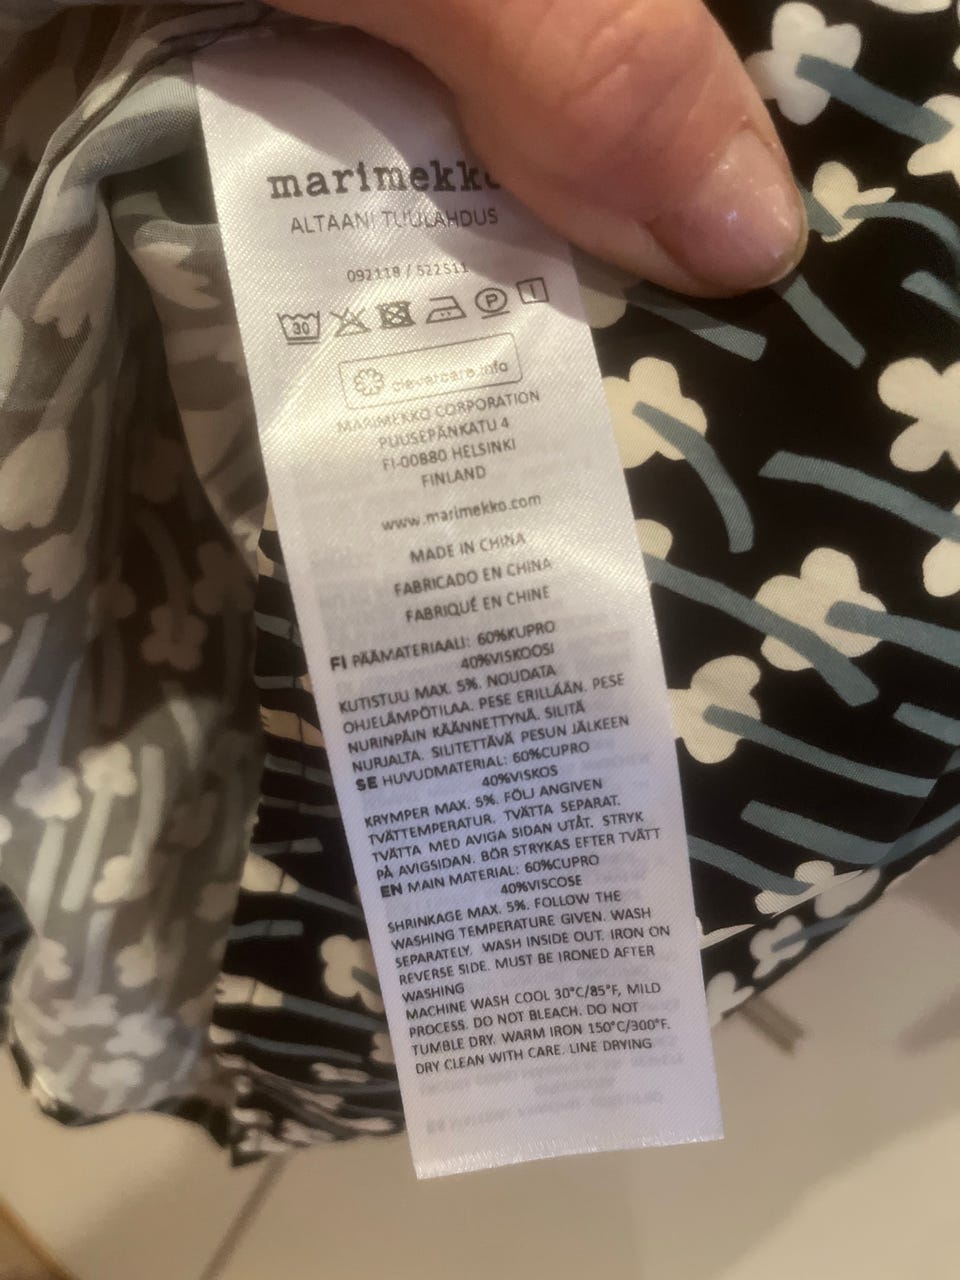 marimekko
ALTAANI TUULAHDUS
092118 / 522511
30
P
clevercare.info
MARIMEKKO CORPORATION
PUUSEPÄNKATU 4
FI-00880 HELSINKI
FINLAND
www.marimekko.com
MADE IN CHINA
FABRICADO EN CHINA
FABRIQUÉ EN CHINE
FI PÄÄMATERIAALI: 60%KUPRO
40%VISKOOSI
KUTISTUU MAX. 5%. NOUDATA
OHJELÄMPÖTILAA. PESE ERILLÄÄN. PESE
NURINPÄIN KÄÄNNETTYNÄ. SILITÄ
NURJALTA. SILITETTÄVÄ PESUN JÄLKEEN
SE HUVUDMATERIAL: 60%CUPRO
40%VISKOS
KRYMPER MAX. 5%. FÖLJ ANGIVEN
TVÄTTEMPERATUR. TVÄTTA SEPARAT.
TVÄTTA MED AVIGA SIDAN UTÅT. STRYK
PÅ AVIGSIDAN. BÖR STRYKAS EFTER TVÄTT
EN MAIN MATERIAL: 60%CUPRO
40%VISCOSE
SHRINKAGE MAX. 5%. FOLLOW THE
WASHING TEMPERATURE GIVEN. WASH
SEPARATELY. WASH INSIDE OUT. IRON ON
REVERSE SIDE. MUST BE IRONED AFTER
WASHING
MACHINE WASH COOL 30°C/85°F, MILD
PROCESS. DO NOT BLEACH. DO NOT
TUMBLE DRY. WARM IRON 150°C/300°F.
DRY CLEAN WITH CARE. LINE DRYING